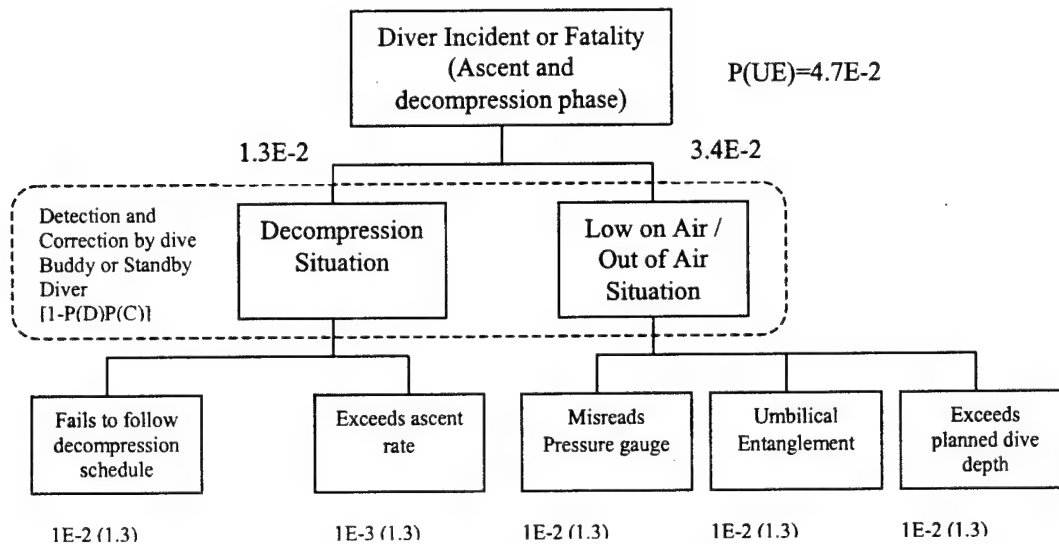 Diver Incident or Fatality
(Ascent and
decompression phase)
P(UE)=4.7E-2
1.3E-2
3.4E-2
Detection and
Correction by dive
Buddy or Standby
Diver
[1-P(D)P(C)]
Decompression
Situation
Low on Air /
Out of Air
Situation
Fails to follow
decompression
schedule
Exceeds ascent
rate
Misreads
Pressure gauge
Umbilical
Entanglement
Exceeds
planned dive
depth
1E-2 (1.3)
1E-3 (1.3)
1E-2 (1.3)
1E-2 (1.3)
1E-2 (1.3)